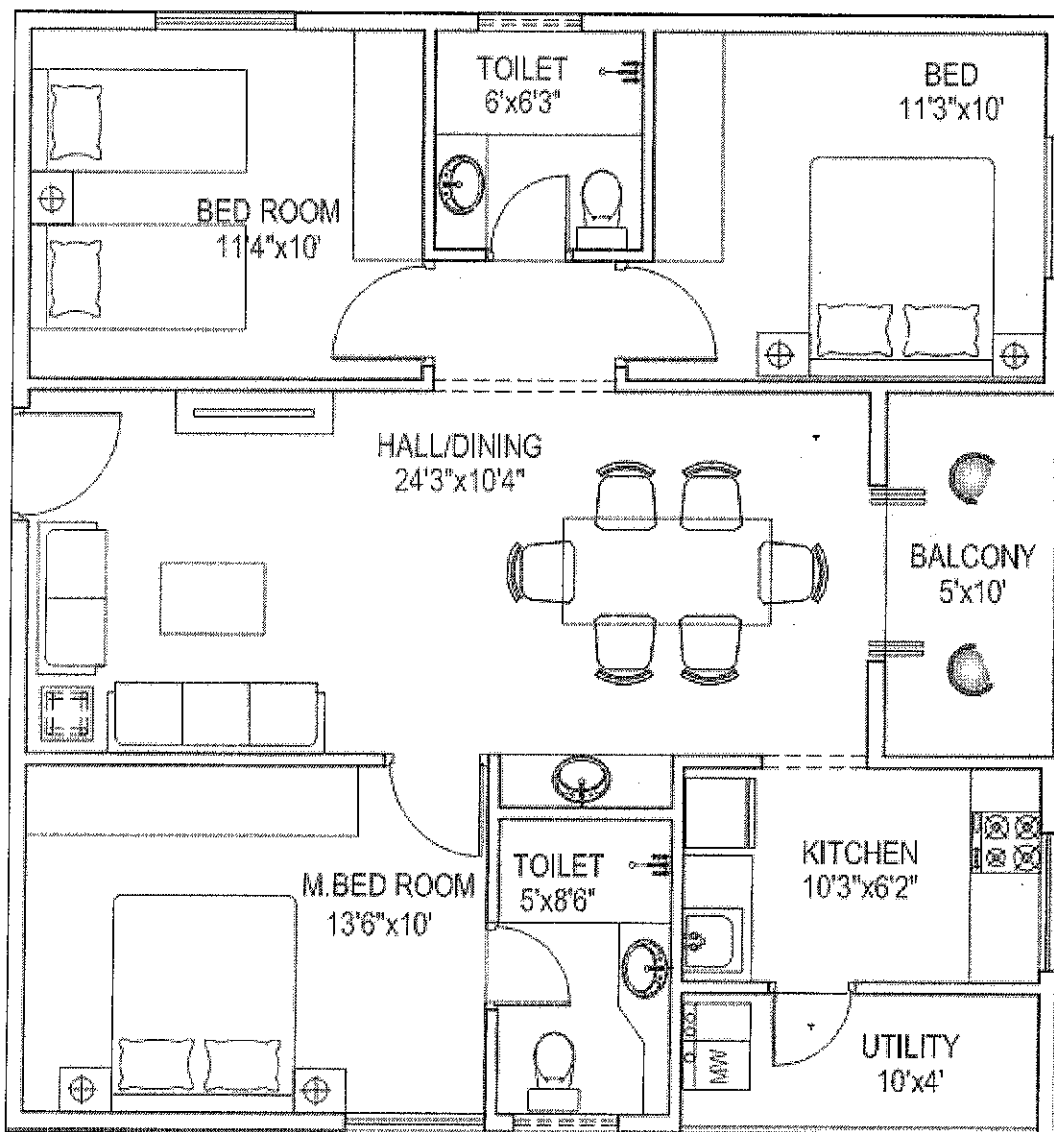 TOILET
6'x6'3"
BED
11'3"x10'
BED ROOM
11'4"x10'
HALL/DINING
24'3"x10'4"
BALCONY
5'x10'
M.BED ROOM
13'6"x10'
TOILET
5'x8'6"
KITCHEN
10'3"x6'2"
UTILITY
10'x4'
MW